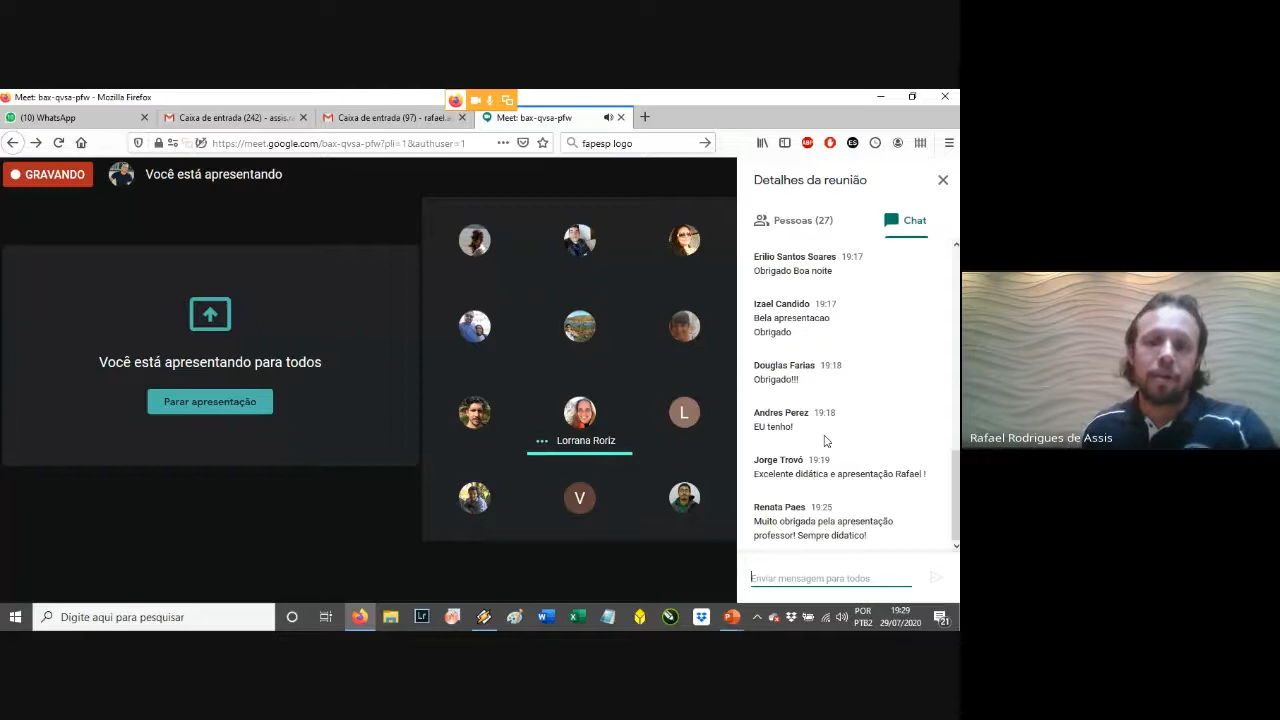 Meet: bax-qvsa-pfw - Mozilla Firefox
(10) WhatsApp
Caixa de entrada (242) - assis.r
Caixa de entrada (97) - rafael.a
Meet: bax-qvsa-pfw
https://meet.google.com/bax-qvsa-pfw?pli=1&authuser=1
fapesp logo
ABP
ES
GRAVANDO
Você está apresentando
Detalhes da reunião
Pessoas (27)
Chat
Erilio Santos Soares 19:17
Obrigado Boa noite
Izael Candido 19:17
Bela apresentacao
Obrigado
Douglas Farias 19:18
Obrigado!!!
Andres Perez 19:18
EU tenho!
Jorge Trovó 19:19
Excelente didática e apresentação Rafael !
Renata Paes 19:25
Muito obrigada pela apresentação
professor! Sempre didatico!
Enviar mensagem para todos
Você está apresentando para todos
Parar apresentação
L
Lorrana Roriz
V
Rafael Rodrigues de Assis
Digite aqui para pesquisar
Lr
POR
PTB2
19:29
29/07/2020
21